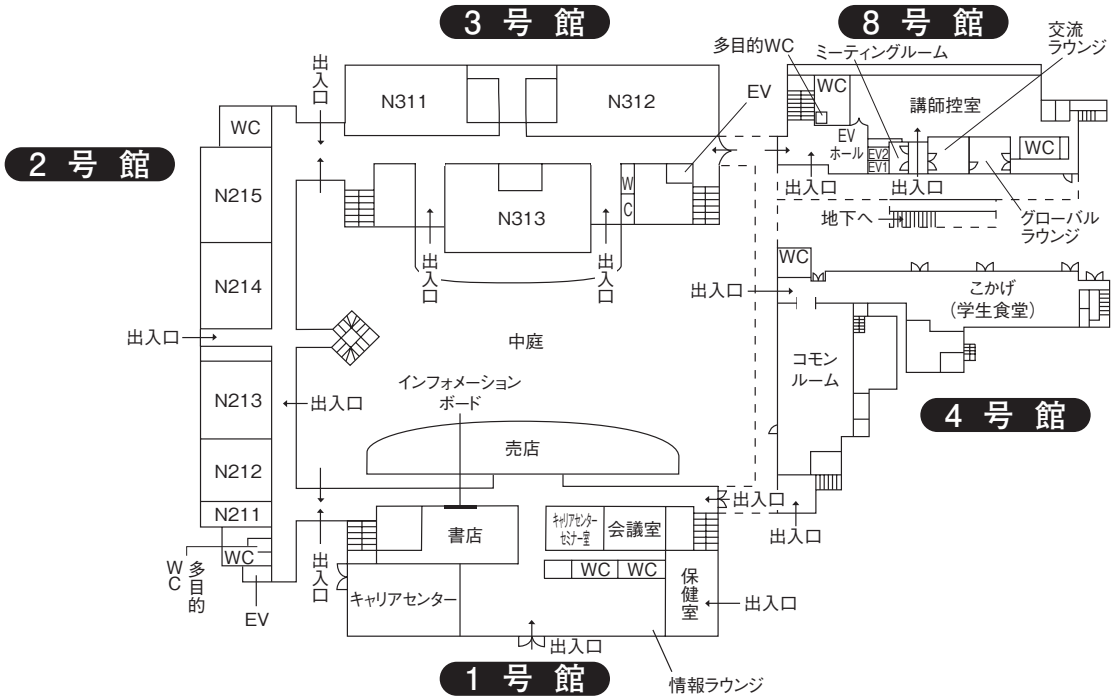 3 号 館
8 号 館
交流
ラウンジ
多目的WC
ミーティングルーム
出入口
N311
N312
EV
WC
講師控室
WC
EV
ホール
EV2
EV1
WC
2 号 館
N215
出入口
出入口
WC
N313
地下へ
グローバル
ラウンジ
出入口
出入口
WC
N214
出入口
こかげ
(学生食堂)
出入口
中庭
コモン
ルーム
インフォメーション
ボード
N213
出入口
4 号 館
売店
N212
出入口
N211
書店
キャリアセンター
セミナー室
会議室
出入口
WC
多目的
WC
出入口
WC
WC
保健室
キャリアセンター
出入口
EV
出入口
1 号 館
情報ラウンジ